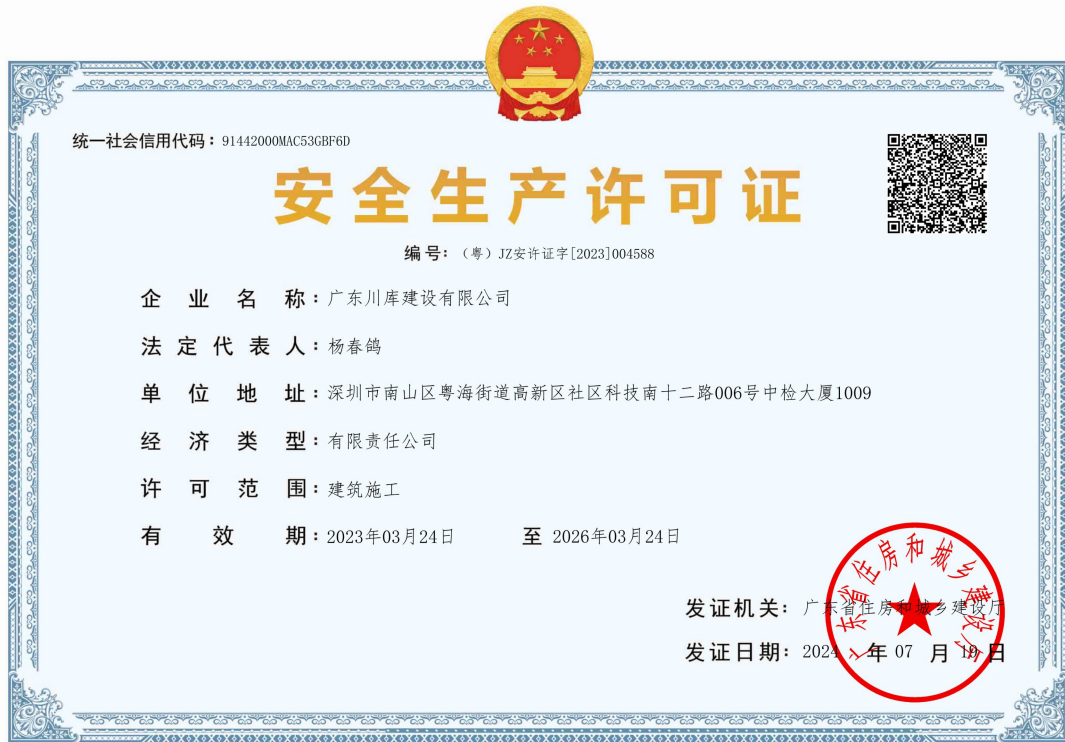 统一社会信用代码：91442000MAC53GBF6D
安全生产许可证
编号：（粤）JZ安许证字[2023]004588
企业名称：广东川库建设有限公司
法定代表人：杨春鸽
单位地址：深圳市南山区粤海街道高新区社区科技南十二路006号中检大厦1009
经济类型：有限责任公司
许可范围：建筑施工
有效期：2023年03月24日 至 2026年03月24日
广东省住房和城乡建设厅
发证机关：广东省住房和城乡建设厅
发证日期：2024年07月19日